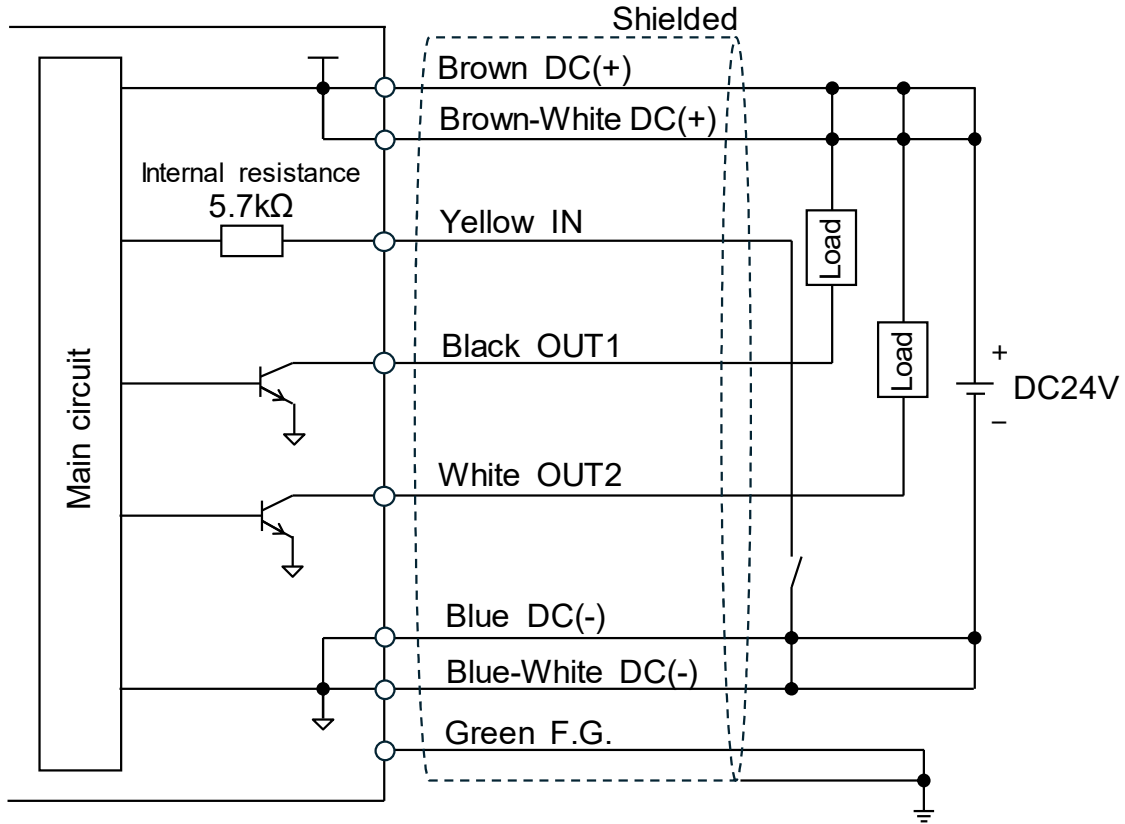 Shielded
Brown DC(+)
Brown-White DC(+)
Internal resistance
5.7kΩ
Yellow IN
Load
Black OUT1
Load
+
DC24V
−
Main circuit
White OUT2
Blue DC(-)
Blue-White DC(-)
Green F.G.